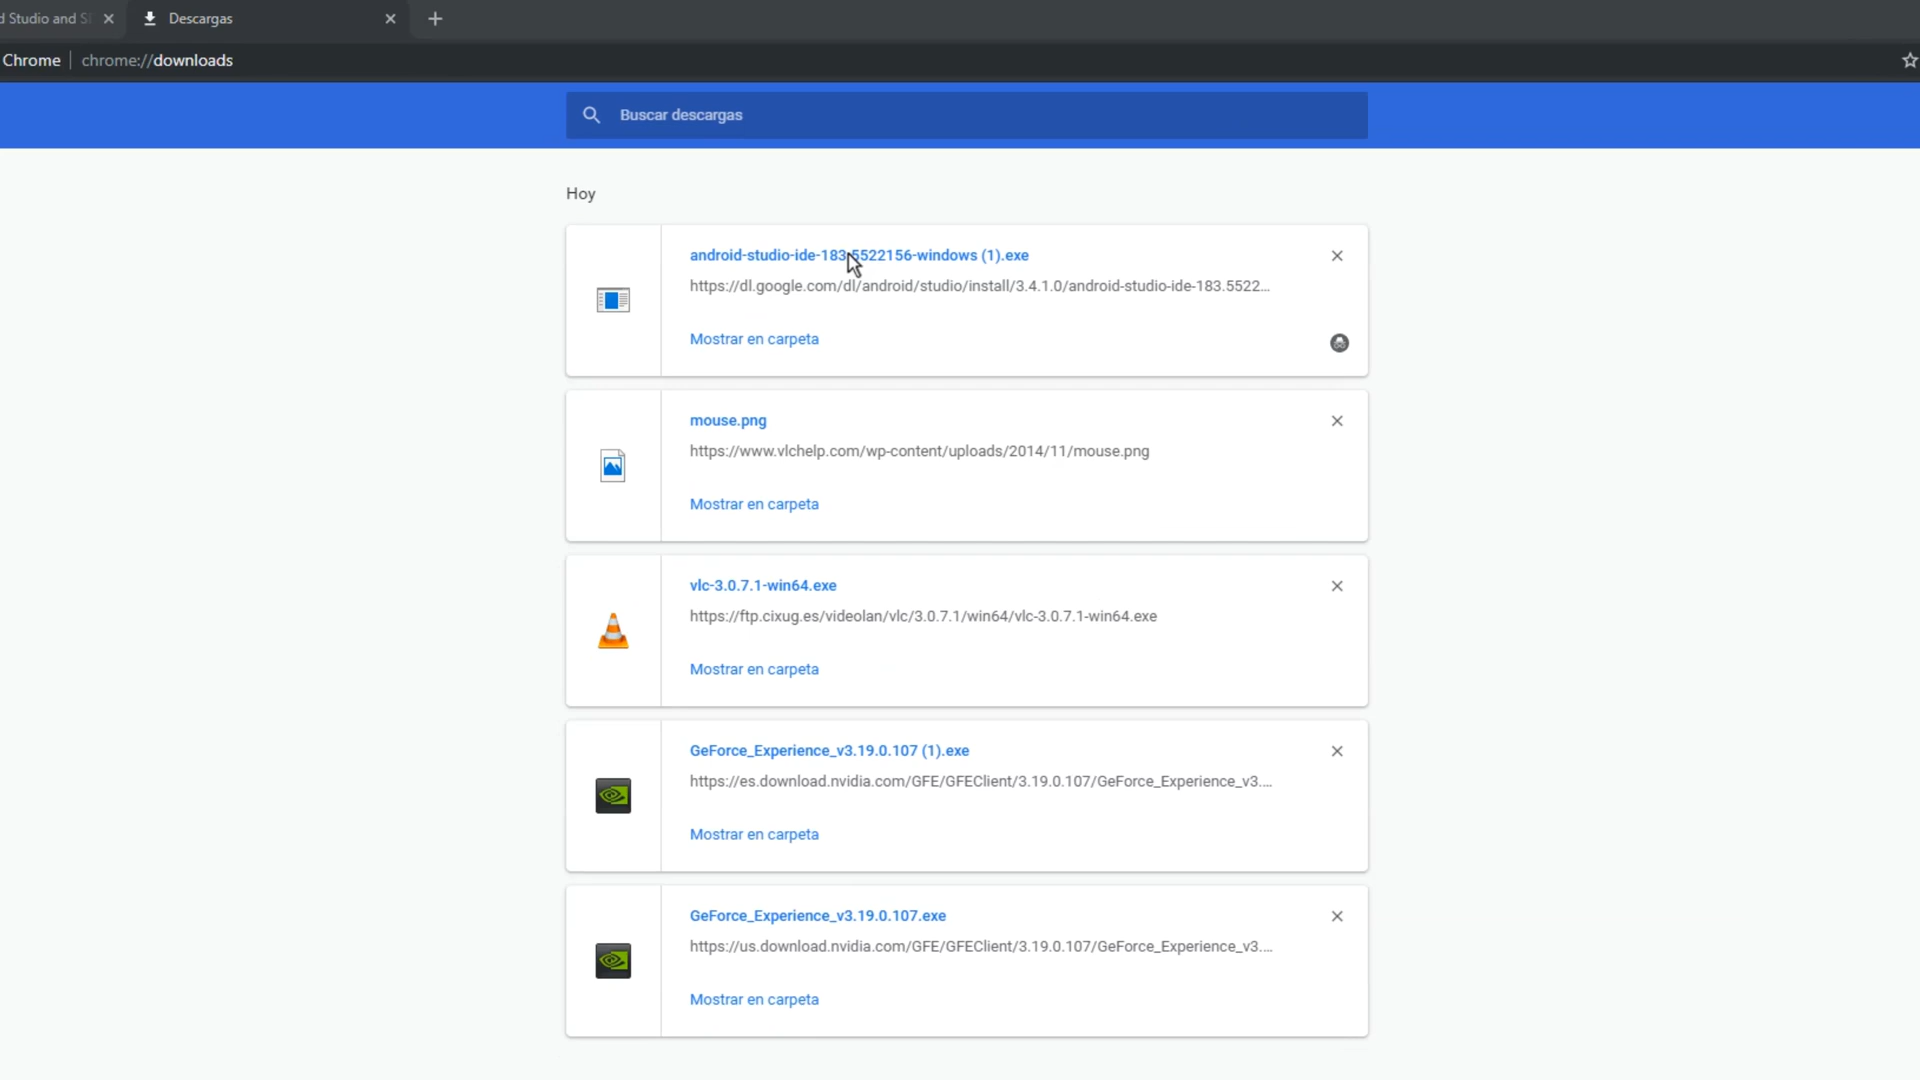 d Studio and S
Descargas
Chrome
chrome://downloads
Buscar descargas
Hoy
android-studio-ide-183.5522156-windows (1).exe
https://dl.google.com/dl/android/studio/install/3.4.1.0/android-studio-ide-183.5522...
Mostrar en carpeta
mouse.png
https://www.vlchelp.com/wp-content/uploads/2014/11/mouse.png
Mostrar en carpeta
vlc-3.0.7.1-win64.exe
https://ftp.cixug.es/videolan/vlc/3.0.7.1/win64/vlc-3.0.7.1-win64.exe
Mostrar en carpeta
GeForce_Experience_v3.19.0.107 (1).exe
https://es.download.nvidia.com/GFE/GFEClient/3.19.0.107/GeForce_Experience_v3....
Mostrar en carpeta
GeForce_Experience_v3.19.0.107.exe
https://us.download.nvidia.com/GFE/GFEClient/3.19.0.107/GeForce_Experience_v3....
Mostrar en carpeta